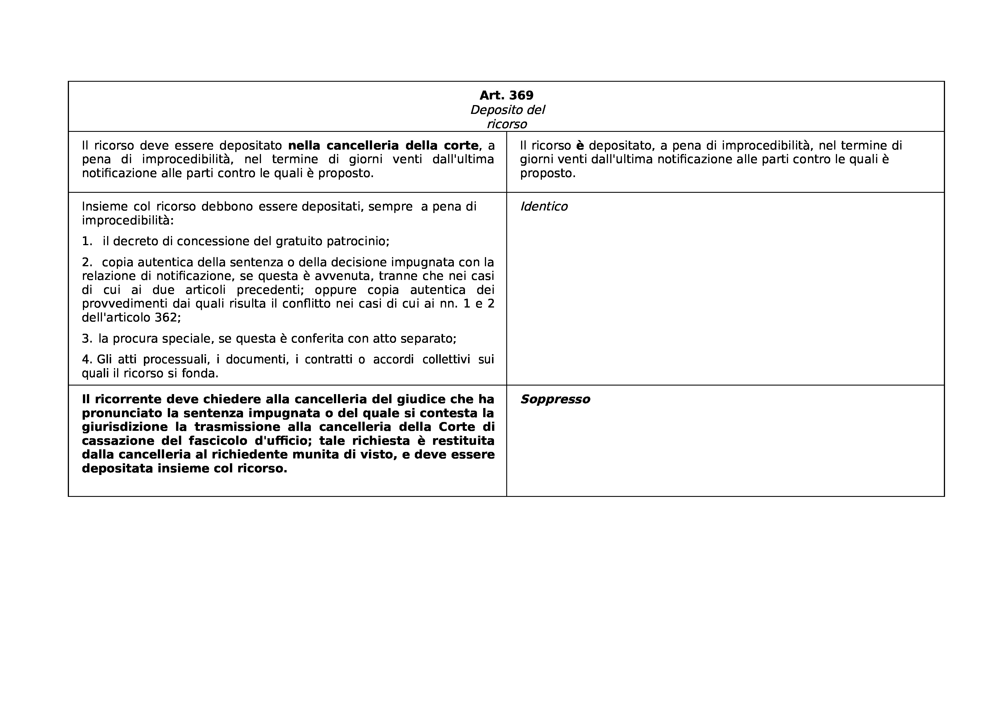 Art. 369
Deposito del
ricorso
Il ricorso deve essere depositato nella cancelleria della corte, a
pena di improcedibilità, nel termine di giorni venti dall'ultima
notificazione alle parti contro le quali è proposto.
Il ricorso è depositato, a pena di improcedibilità, nel termine di
giorni venti dall'ultima notificazione alle parti contro le quali è
proposto.
Insieme col ricorso debbono essere depositati, sempre a pena di
improcedibilità:
1. il decreto di concessione del gratuito patrocinio;
2. copia autentica della sentenza o della decisione impugnata con la
relazione di notificazione, se questa è avvenuta, tranne che nei casi
di cui ai due articoli precedenti; oppure copia autentica dei
provvedimenti dai quali risulta il conflitto nei casi di cui ai nn. 1 e 2
dell'articolo 362;
3. la procura speciale, se questa è conferita con atto separato;
4. Gli atti processuali, i documenti, i contratti o accordi collettivi sui
quali il ricorso si fonda.
Identico
Il ricorrente deve chiedere alla cancelleria del giudice che ha
pronunciato la sentenza impugnata o del quale si contesta la
giurisdizione la trasmissione alla cancelleria della Corte di
cassazione del fascicolo d'ufficio; tale richiesta è restituita
dalla cancelleria al richiedente munita di visto, e deve essere
depositata insieme col ricorso.
Soppresso